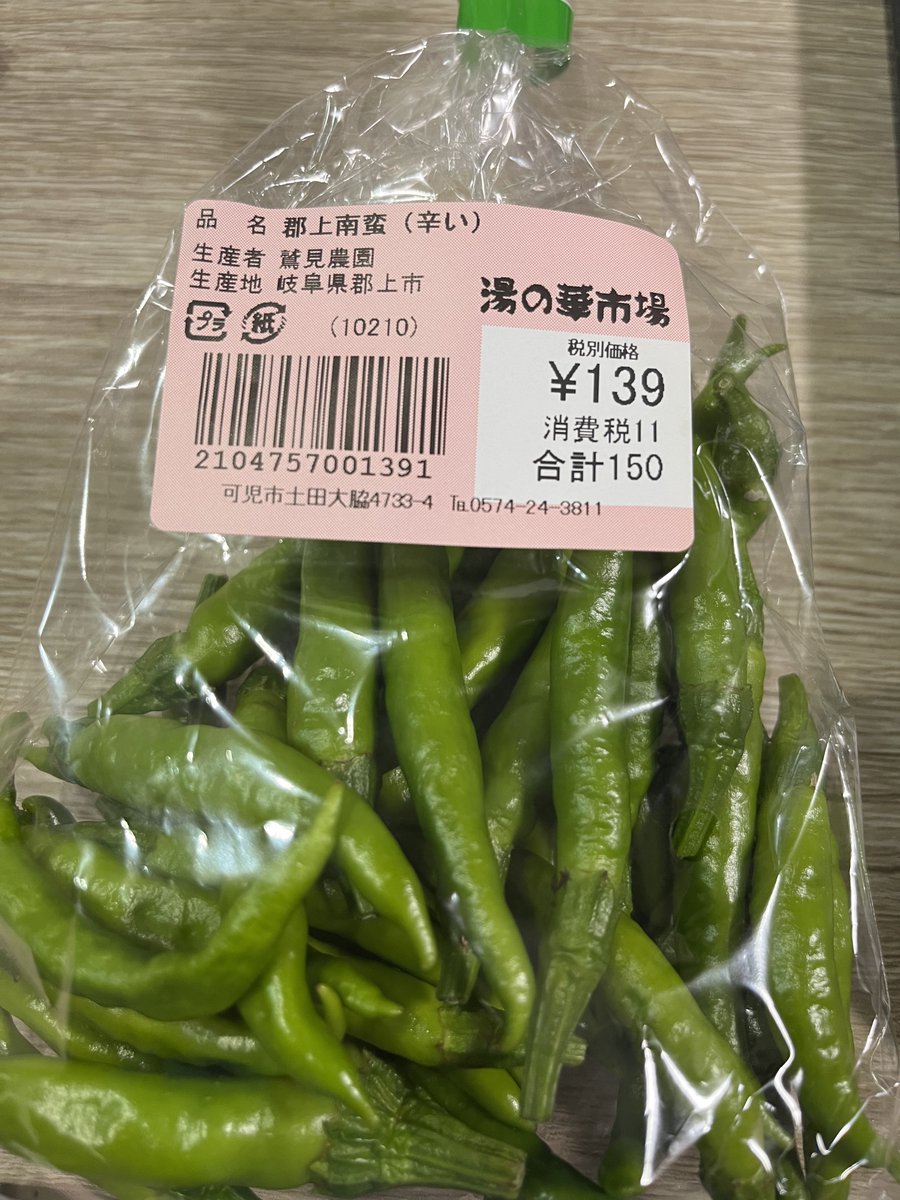 品 名 郡上南蛮（辛い）
生産者 鷲見農園
生産地 岐阜県郡上市
プラ 紙 （10210）
湯の華市場
税別価格
¥139
消費税11
合計150
2104757001391
可児市土田大脇4733-4 ℡0574-24-3811